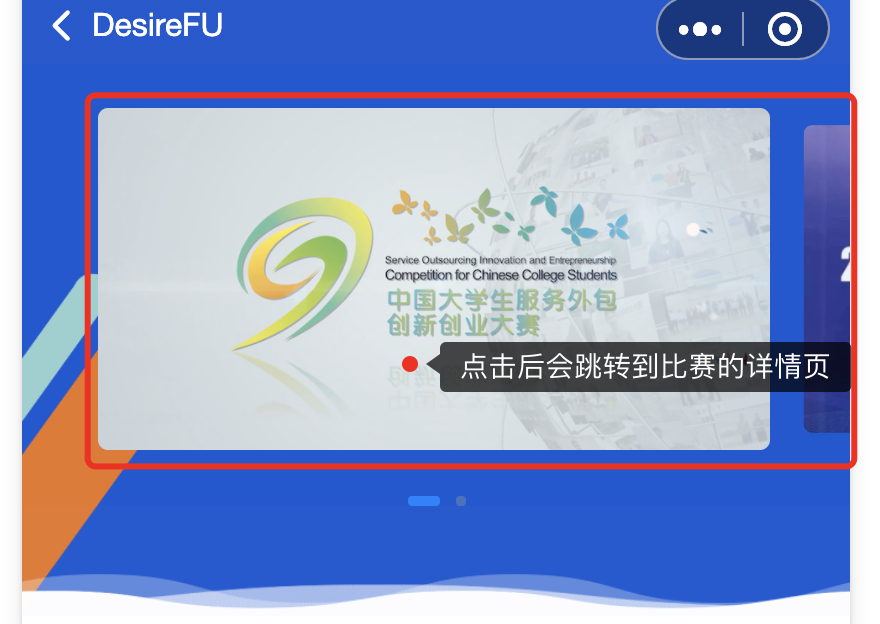 DesireFU
Service Outsourcing Innovation and Entrepreneurship
Competition for Chinese College Students
中国大学生服务外包
创新创业大赛
点击后会跳转到比赛的详情页